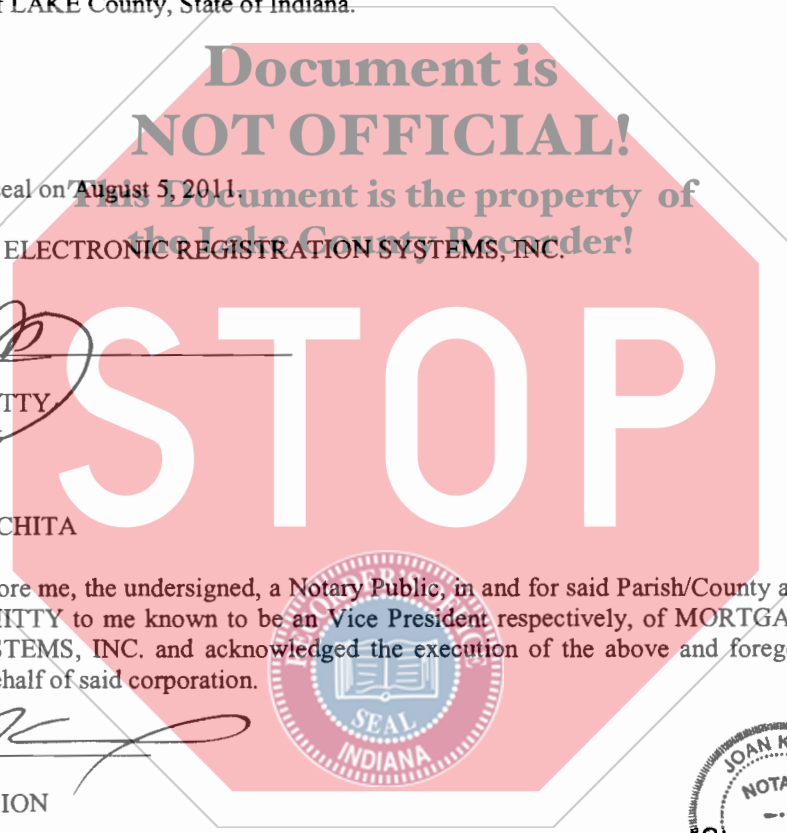 LAKE County, State of Indiana.
Document is
NOT OFFICIAL!
seal on August 5, 2011.
This Document is the property of
ELECTRONIC REGISTRATION SYSTEMS, INC.
the Lake County Recorder!
STOP
CHITA
ore me, the undersigned, a Notary Public, in and for said Parish/County a
HITTY to me known to be an Vice President respectively, of MORTGA
STEMS, INC. and acknowledged the execution of the above and forego
ehalf of said corporation.
SEAL
INDIANA
ION
JOAN K
NOTA